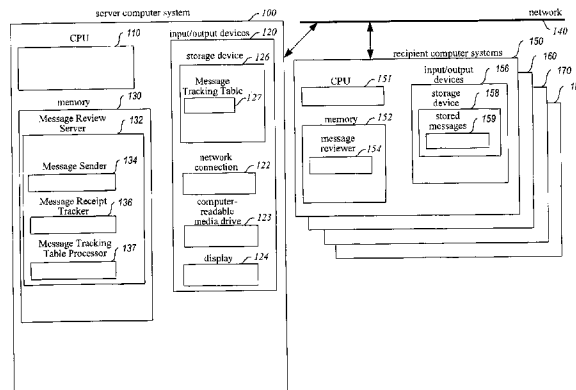 server computer system 100
CPU 110
input/output devices 120
storage device 126
Message Tracking Table
127
memory 130
Message Review Server 132
Message Sender 134
Message Receipt Tracker 136
Message Tracking Table Processor 137
network connection 122
computer-readable media drive 123
display 124
network
140
recipient computer systems 150
160
170
CPU 151
memory 152
message reviewer
154
input/output devices 156
storage device 158
stored messages 159